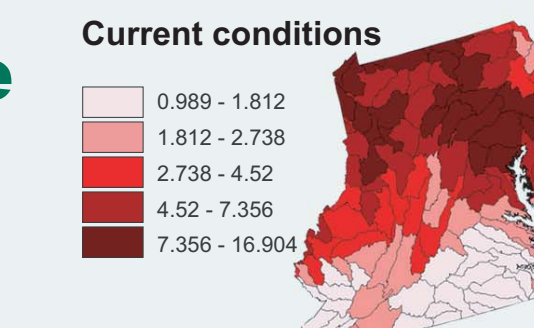 Current conditions
0.989 - 1.812
1.812 - 2.738
2.738 - 4.52
4.52 - 7.356
7.356 - 16.904